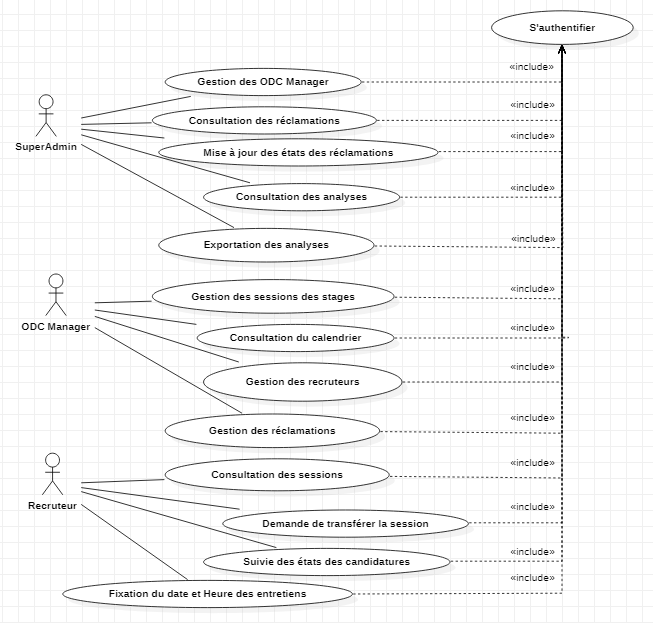 S'authentifier
«include»
Gestion des ODC Manager
«include»
Consultation des réclamations
«include»
SuperAdmin
Mise à jour des états des réclamations
«include»
Consultation des analyses
«include»
Exportation des analyses
«include»
Gestion des sessions des stages
ODC Manager
«include»
Consultation du calendrier
«include»
Gestion des recruteurs
«include»
Gestion des réclamations
«include»
Consultation des sessions
Recruteur
«include»
Demande de transférer la session
«include»
Suivie des états des candidatures
«include»
Fixation du date et Heure des entretiens